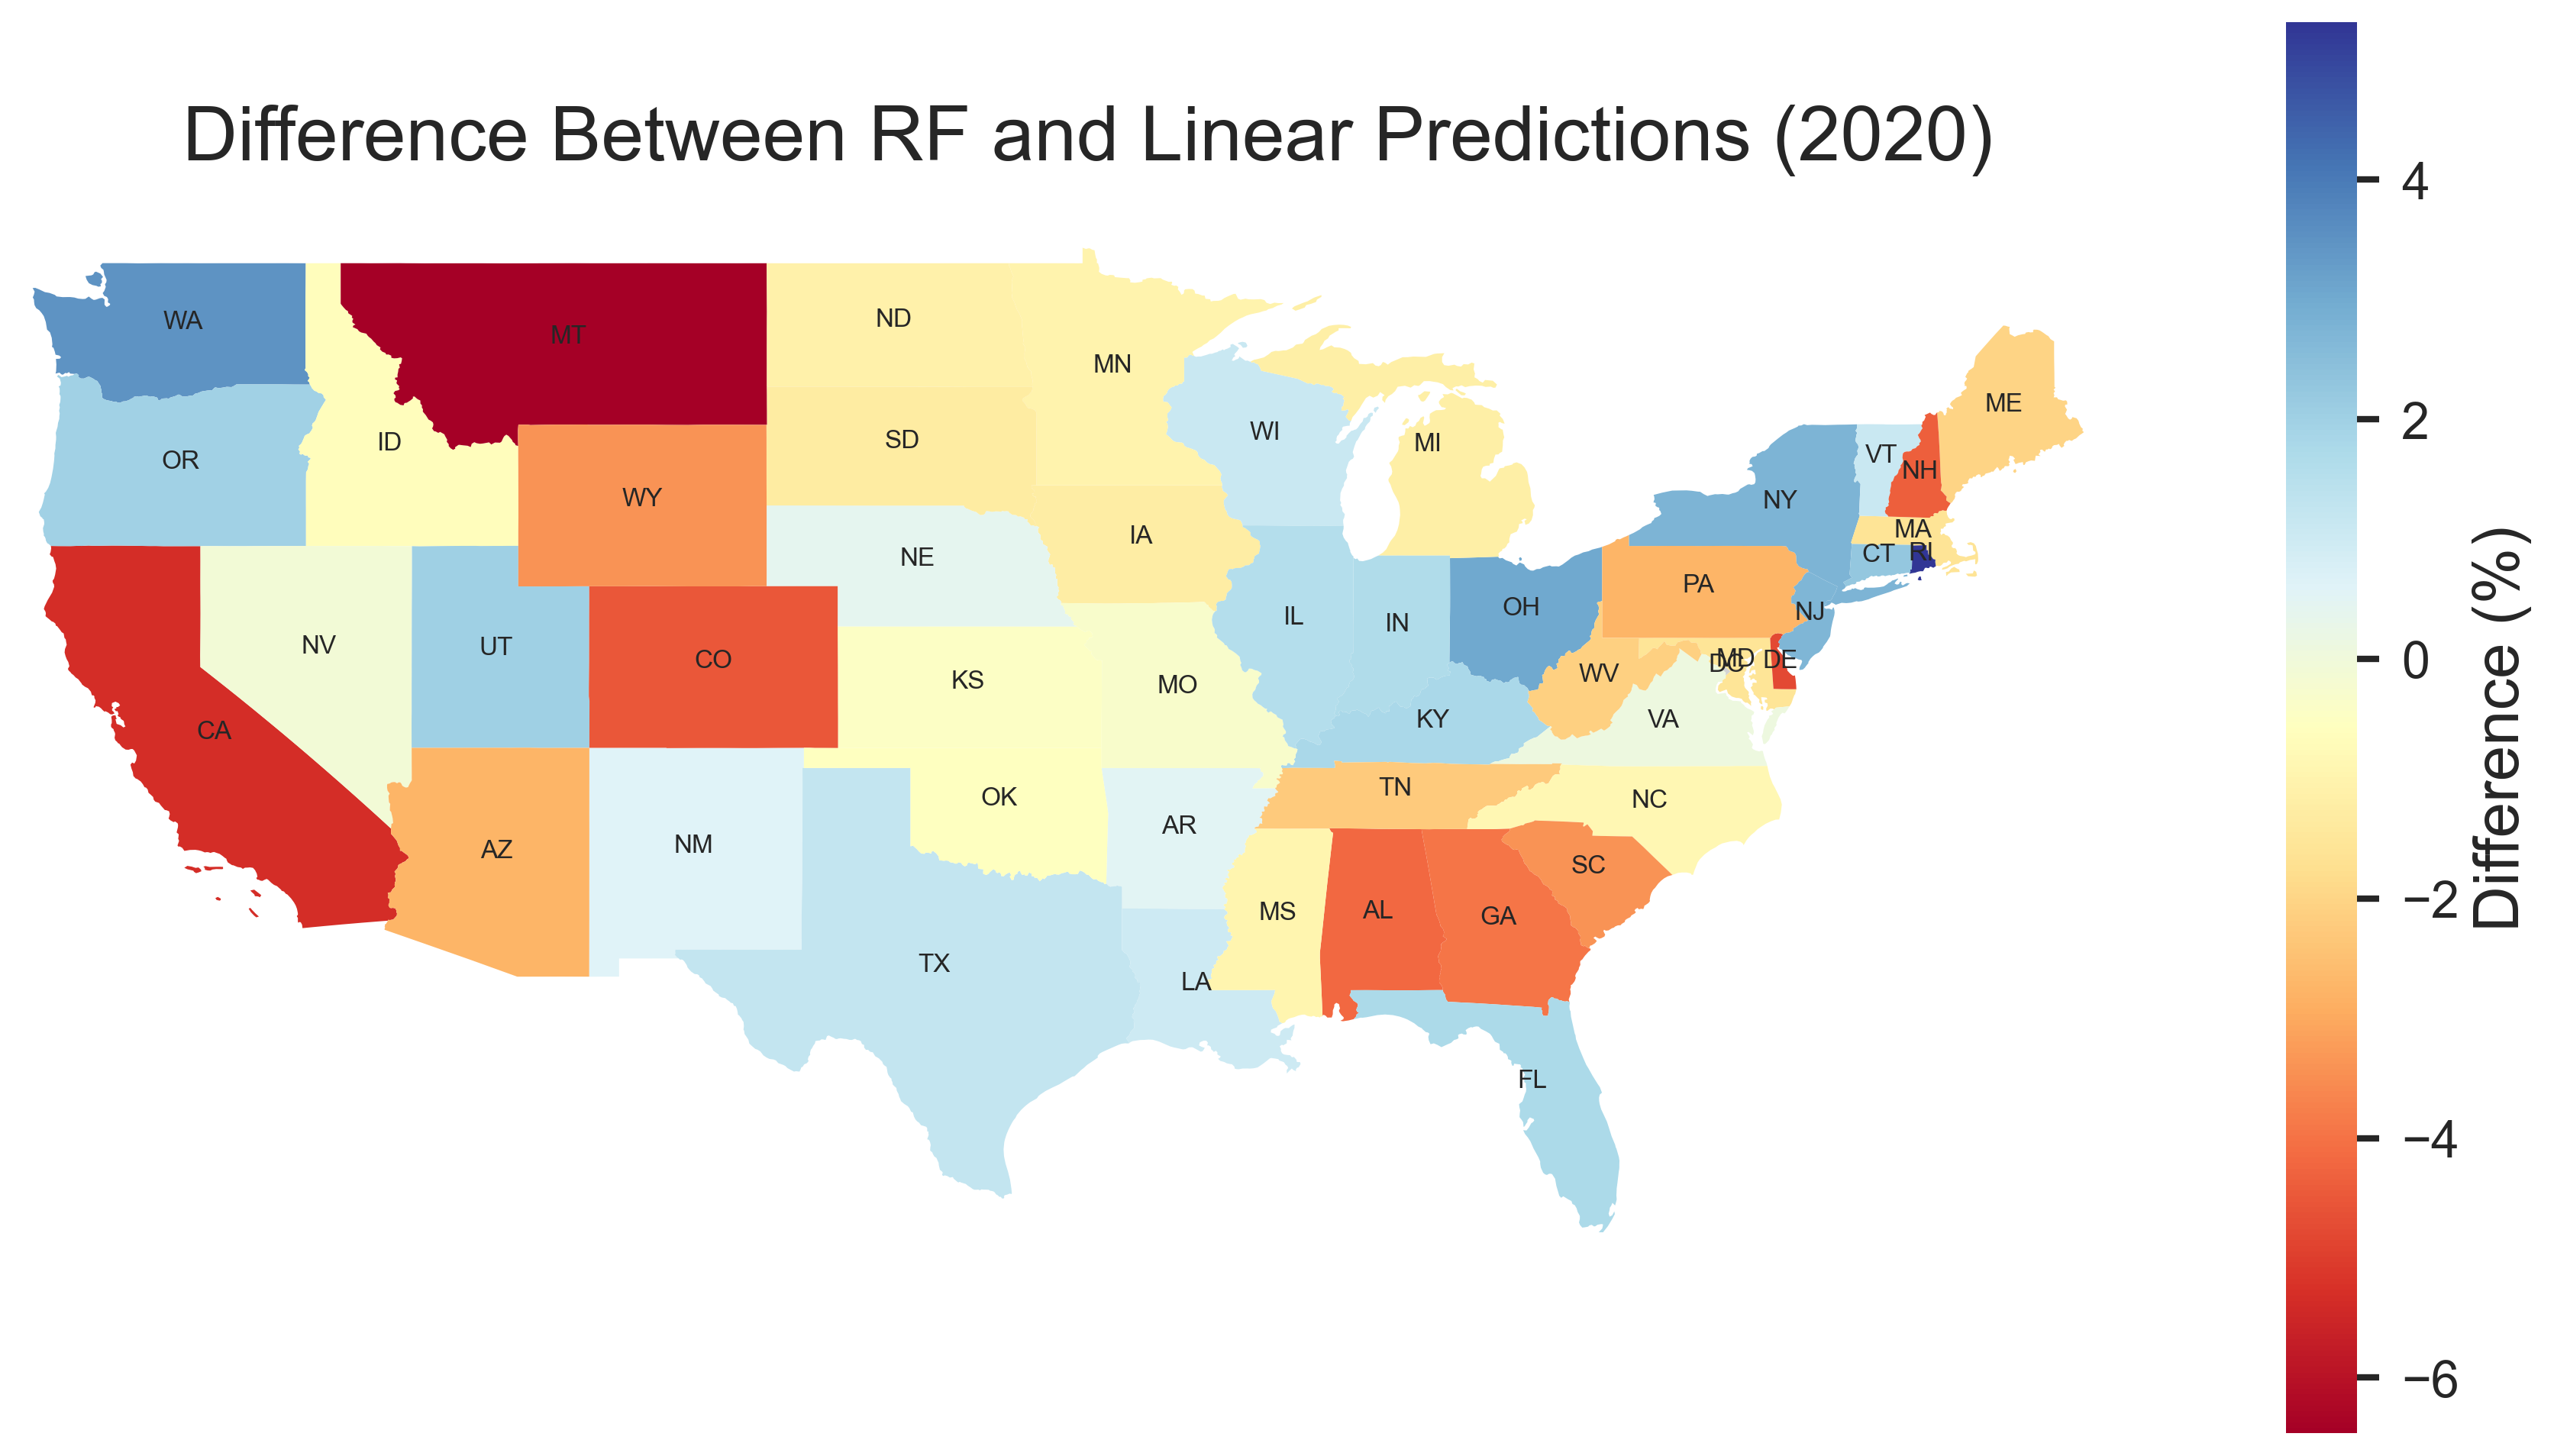 Difference Between RF and Linear Predictions (2020)
WA
MT
ND
MN
OR
ID
SD
WI
MI
ME
VT
NH
WY
NY
NE
IA
MA
CT
RI
PA
OH
NJ
NV
UT
CO
KS
MO
IL
IN
WV
DC
MD
DE
CA
KY
VA
AZ
NM
OK
AR
TN
NC
SC
TX
LA
MS
AL
GA
FL
4
2
0
−2
−4
−6
Difference (%)